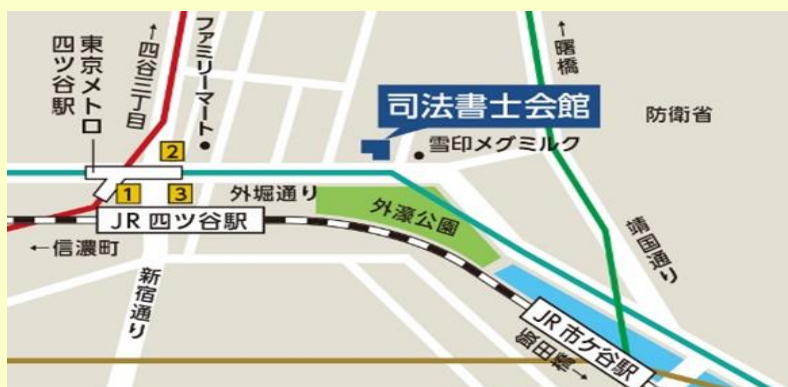 東京メトロ
四ツ谷駅
←四谷三丁目
ファミリーマート
2
1
3
JR 四ツ谷駅
←信濃町
新宿通り
外堀通り
司法書士会館
雪印メグミルク
外濠公園
←曙橋
防衛省
靖国通り
JR 市ケ谷駅
飯田橋→